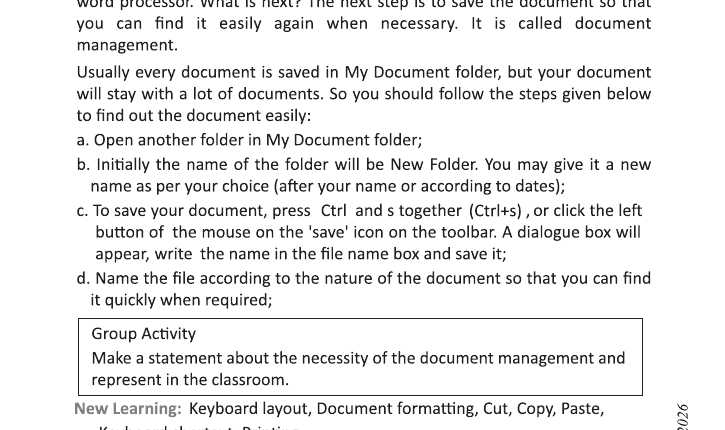 word processor. What is next? The next step is to save the document so that
you can find it easily again when necessary. It is called document
management.
Usually every document is saved in My Document folder, but your document
will stay with a lot of documents. So you should follow the steps given below
to find out the document easily:
a. Open another folder in My Document folder;
b. Initially the name of the folder will be New Folder. You may give it a new
name as per your choice (after your name or according to dates);
c. To save your document, press Ctrl and s together (Ctrl+s) , or click the left
button of the mouse on the 'save' icon on the toolbar. A dialogue box will
appear, write the name in the file name box and save it;
d. Name the file according to the nature of the document so that you can find
it quickly when required;
Group Activity
Make a statement about the necessity of the document management and
represent in the classroom.
New Learning: Keyboard layout, Document formatting, Cut, Copy, Paste,
Keyboard shortcut, Printing
2026